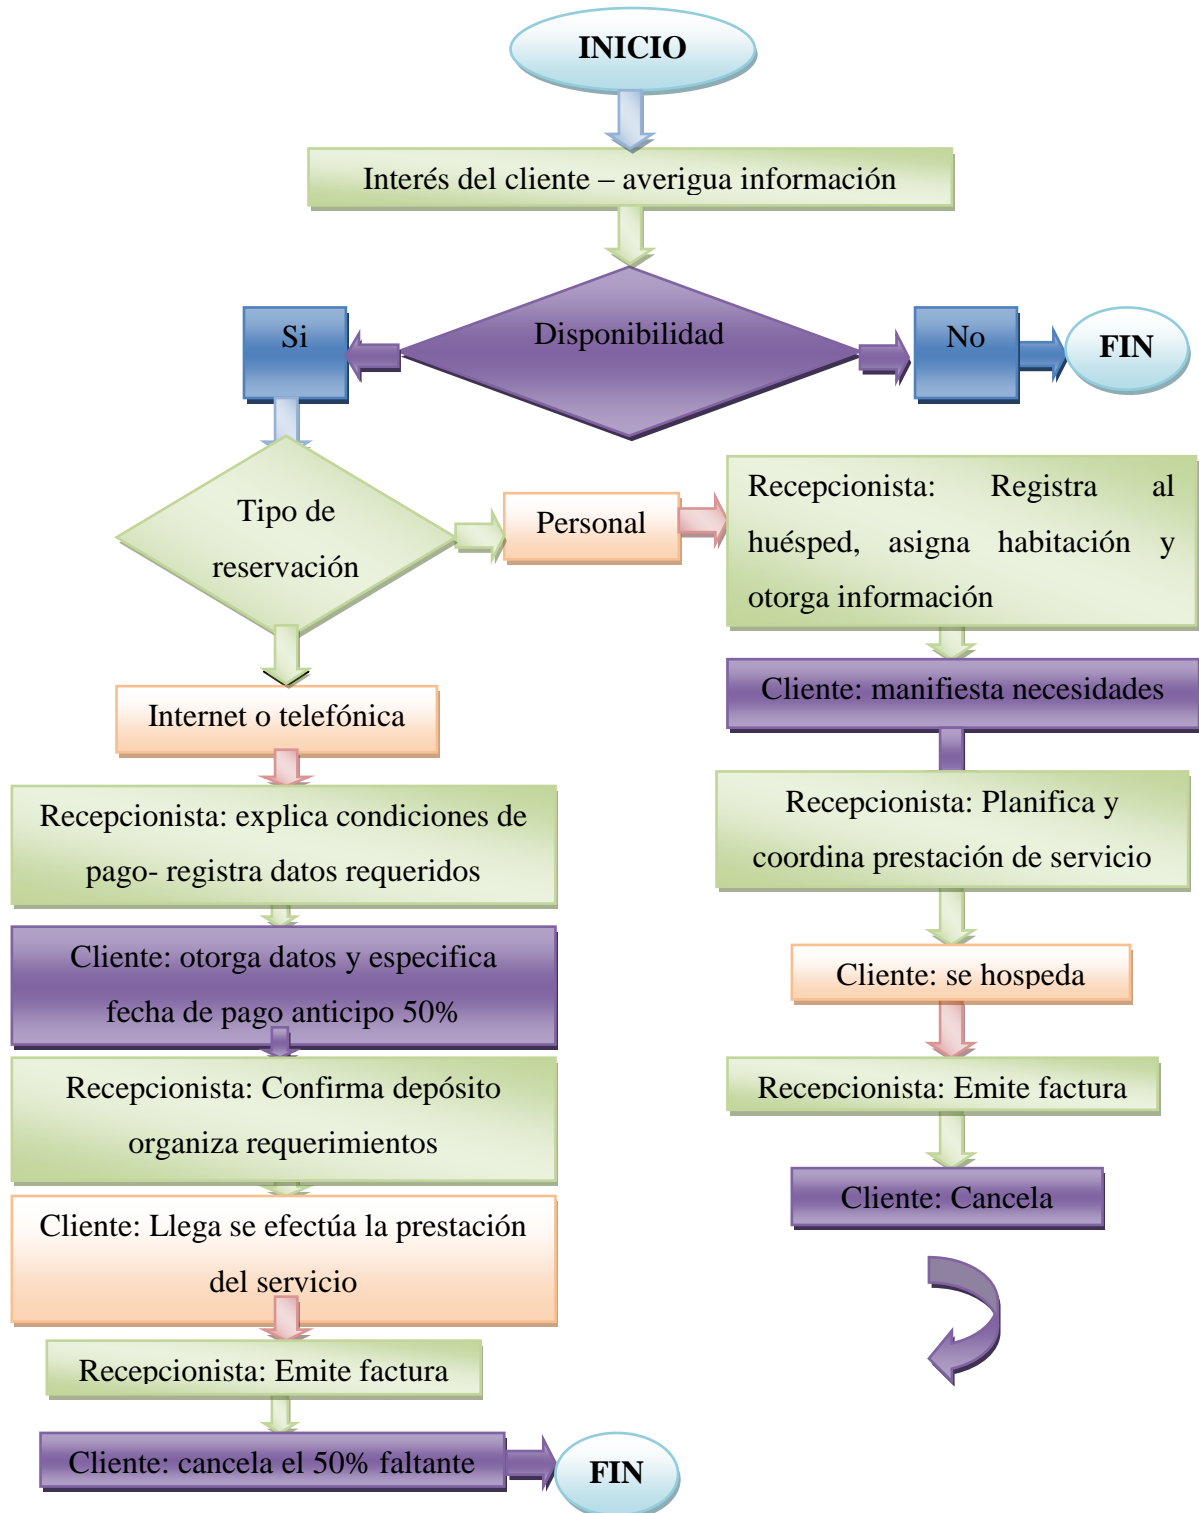 INICIO
Interés del cliente – averigua información
Disponibilidad
Si
No
FIN
Tipo de
reservación
Personal
Recepcionista: Registra al
huésped, asigna habitación y
otorga información
Cliente: manifiesta necesidades
Recepcionista: Planifica y
coordina prestación de servicio
Cliente: se hospeda
Recepcionista: Emite factura
Cliente: Cancela
Internet o telefónica
Recepcionista: explica condiciones de
pago- registra datos requeridos
Cliente: otorga datos y especifica
fecha de pago anticipo 50%
Recepcionista: Confirma depósito
organiza requerimientos
Cliente: Llega se efectúa la prestación
del servicio
Recepcionista: Emite factura
Cliente: cancela el 50% faltante
FIN